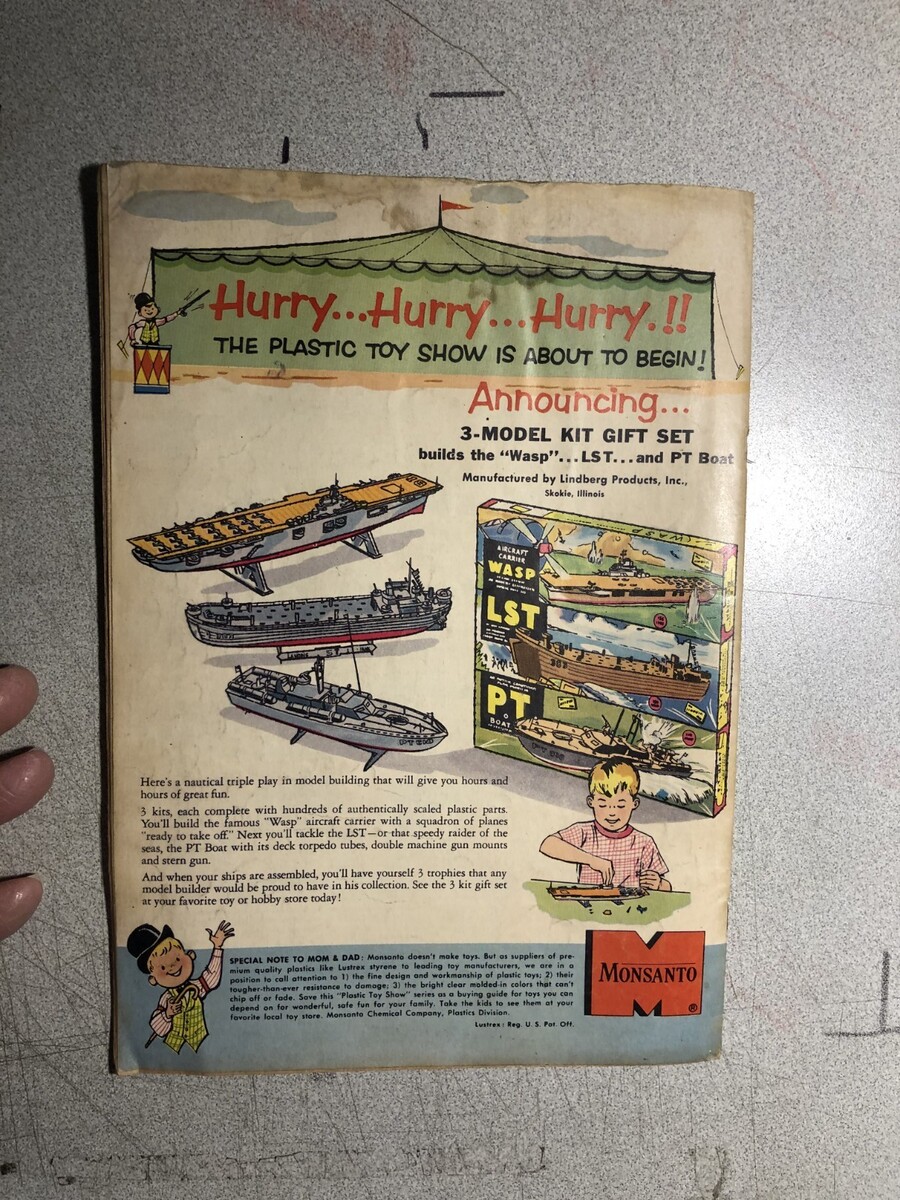 Hurry...Hurry...Hurry.!!
THE PLASTIC TOY SHOW IS ABOUT TO BEGIN!
Announcing...
3-MODEL KIT GIFT SET
builds the "Wasp"...LST...and PT Boat
Manufactured by Lindberg Products, Inc.,
Skokie, Illinois
AIRCRAFT
CARRIER
WASP
LST
PT
BOAT
Here's a nautical triple play in model building that will give you hours and
hours of great fun.
3 kits, each complete with hundreds of authentically scaled plastic parts.
You'll build the famous "Wasp" aircraft carrier with a squadron of planes
"ready to take off." Next you'll tackle the LST—or that speedy raider of the
seas, the PT Boat with its deck torpedo tubes, double machine gun mounts
and stern gun.
And when your ships are assembled, you'll have yourself 3 trophies that any
model builder would be proud to have in his collection. See the 3 kit gift set
at your favorite toy or hobby store today!
SPECIAL NOTE TO MOM & DAD: Monsanto doesn't make toys. But as suppliers of pre-
mium quality plastics like Lustrex styrene to leading toy manufacturers, we are in a
position to call attention to 1) the fine design and workmanship of plastic toys; 2) their
tougher-than-ever resistance to damage; 3) the bright clear molded-in colors that can't
chip off or fade. Save this "Plastic Toy Show" series as a buying guide for toys you can
depend on for wonderful, safe fun for your family. Take the kids to see them at your
favorite local toy store. Monsanto Chemical Company, Plastics Division.
Lustrex: Reg. U. S. Pat. Off.
MONSANTO
®